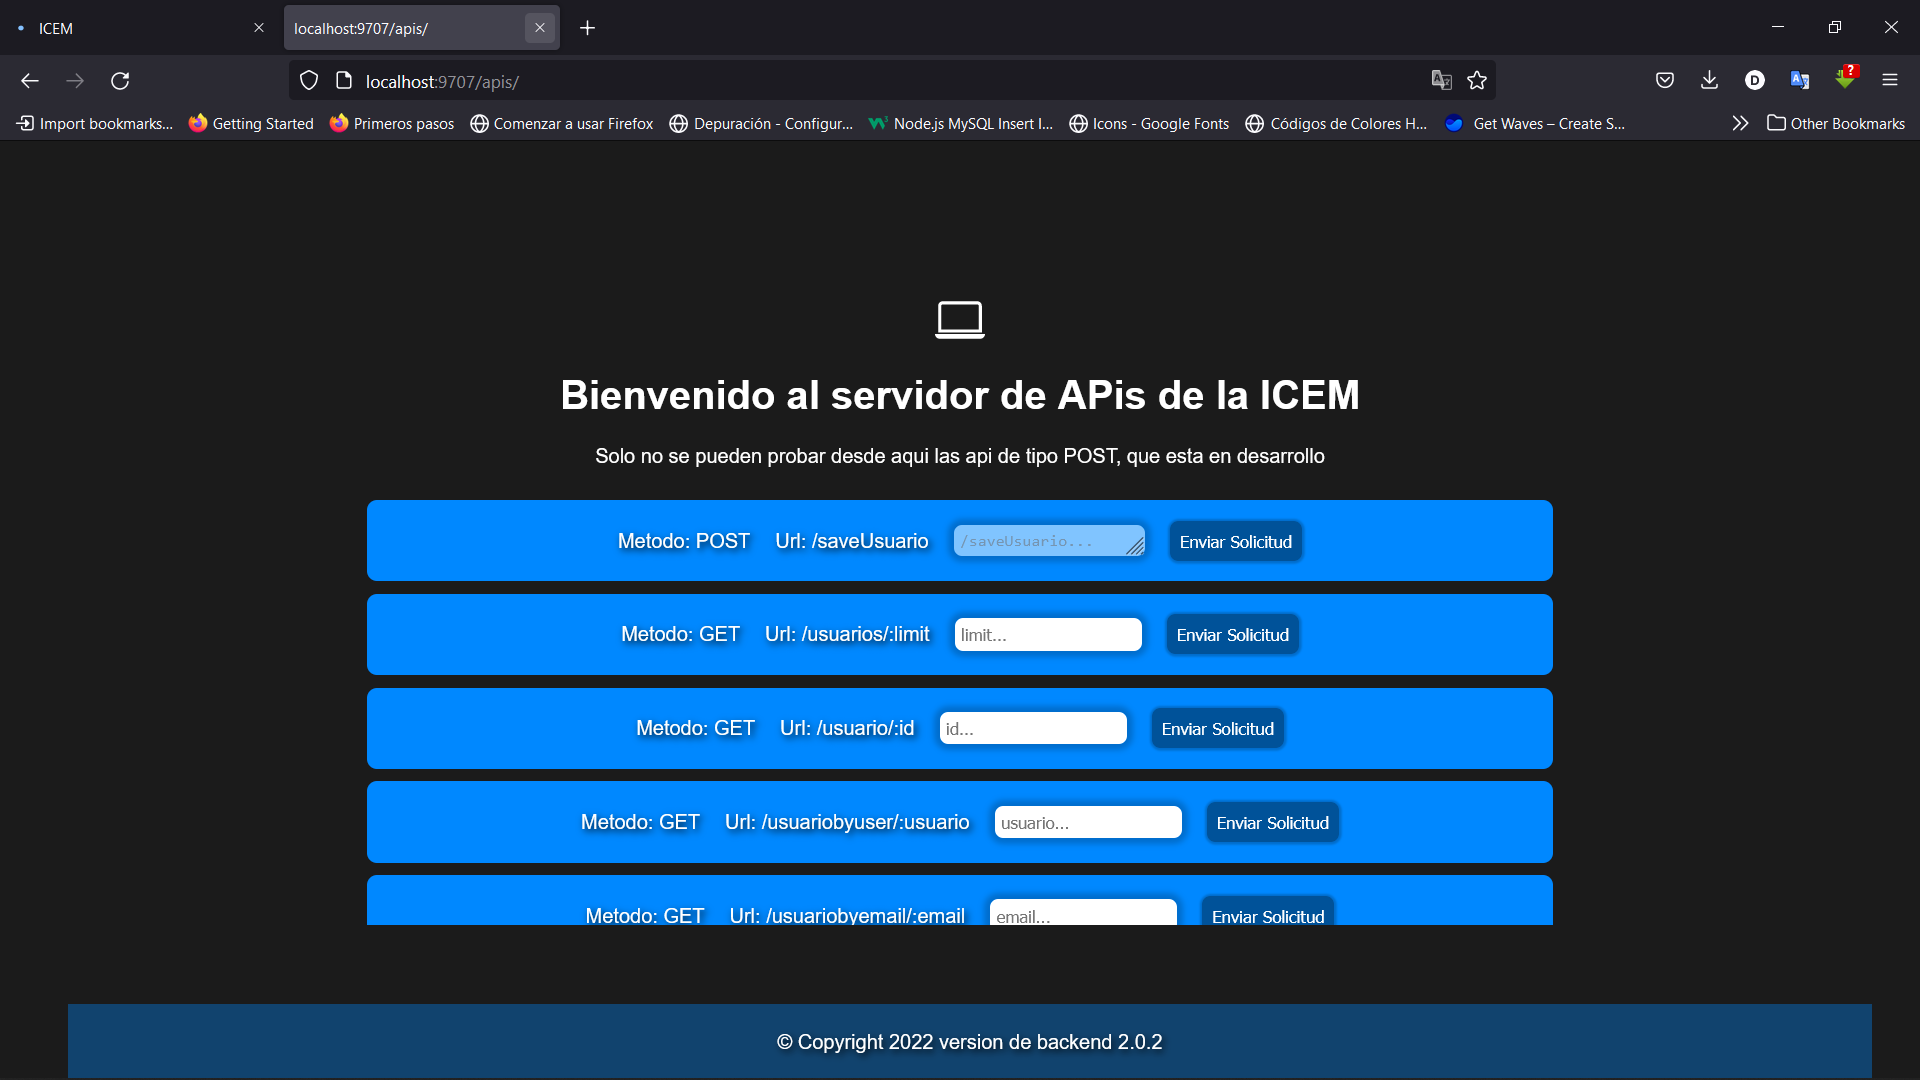 ICEM
localhost:9707/apis/
localhost:9707/apis/
Import bookmarks... Getting Started Primeros pasos Comenzar a usar Firefox Depuración - Configur... Node.js MySQL Insert I... Icons - Google Fonts Códigos de Colores H... Get Waves – Create S... Other Bookmarks
Bienvenido al servidor de APis de la ICEM
Solo no se pueden probar desde aqui las api de tipo POST, que esta en desarrollo
Metodo: POST Url: /saveUsuario /saveUsuario... Enviar Solicitud
Metodo: GET Url: /usuarios/:limit limit... Enviar Solicitud
Metodo: GET Url: /usuario/:id id... Enviar Solicitud
Metodo: GET Url: /usuariobyuser/:usuario usuario... Enviar Solicitud
Metodo: GET Url: /usuariobyemail/:email email... Enviar Solicitud
© Copyright 2022 version de backend 2.0.2